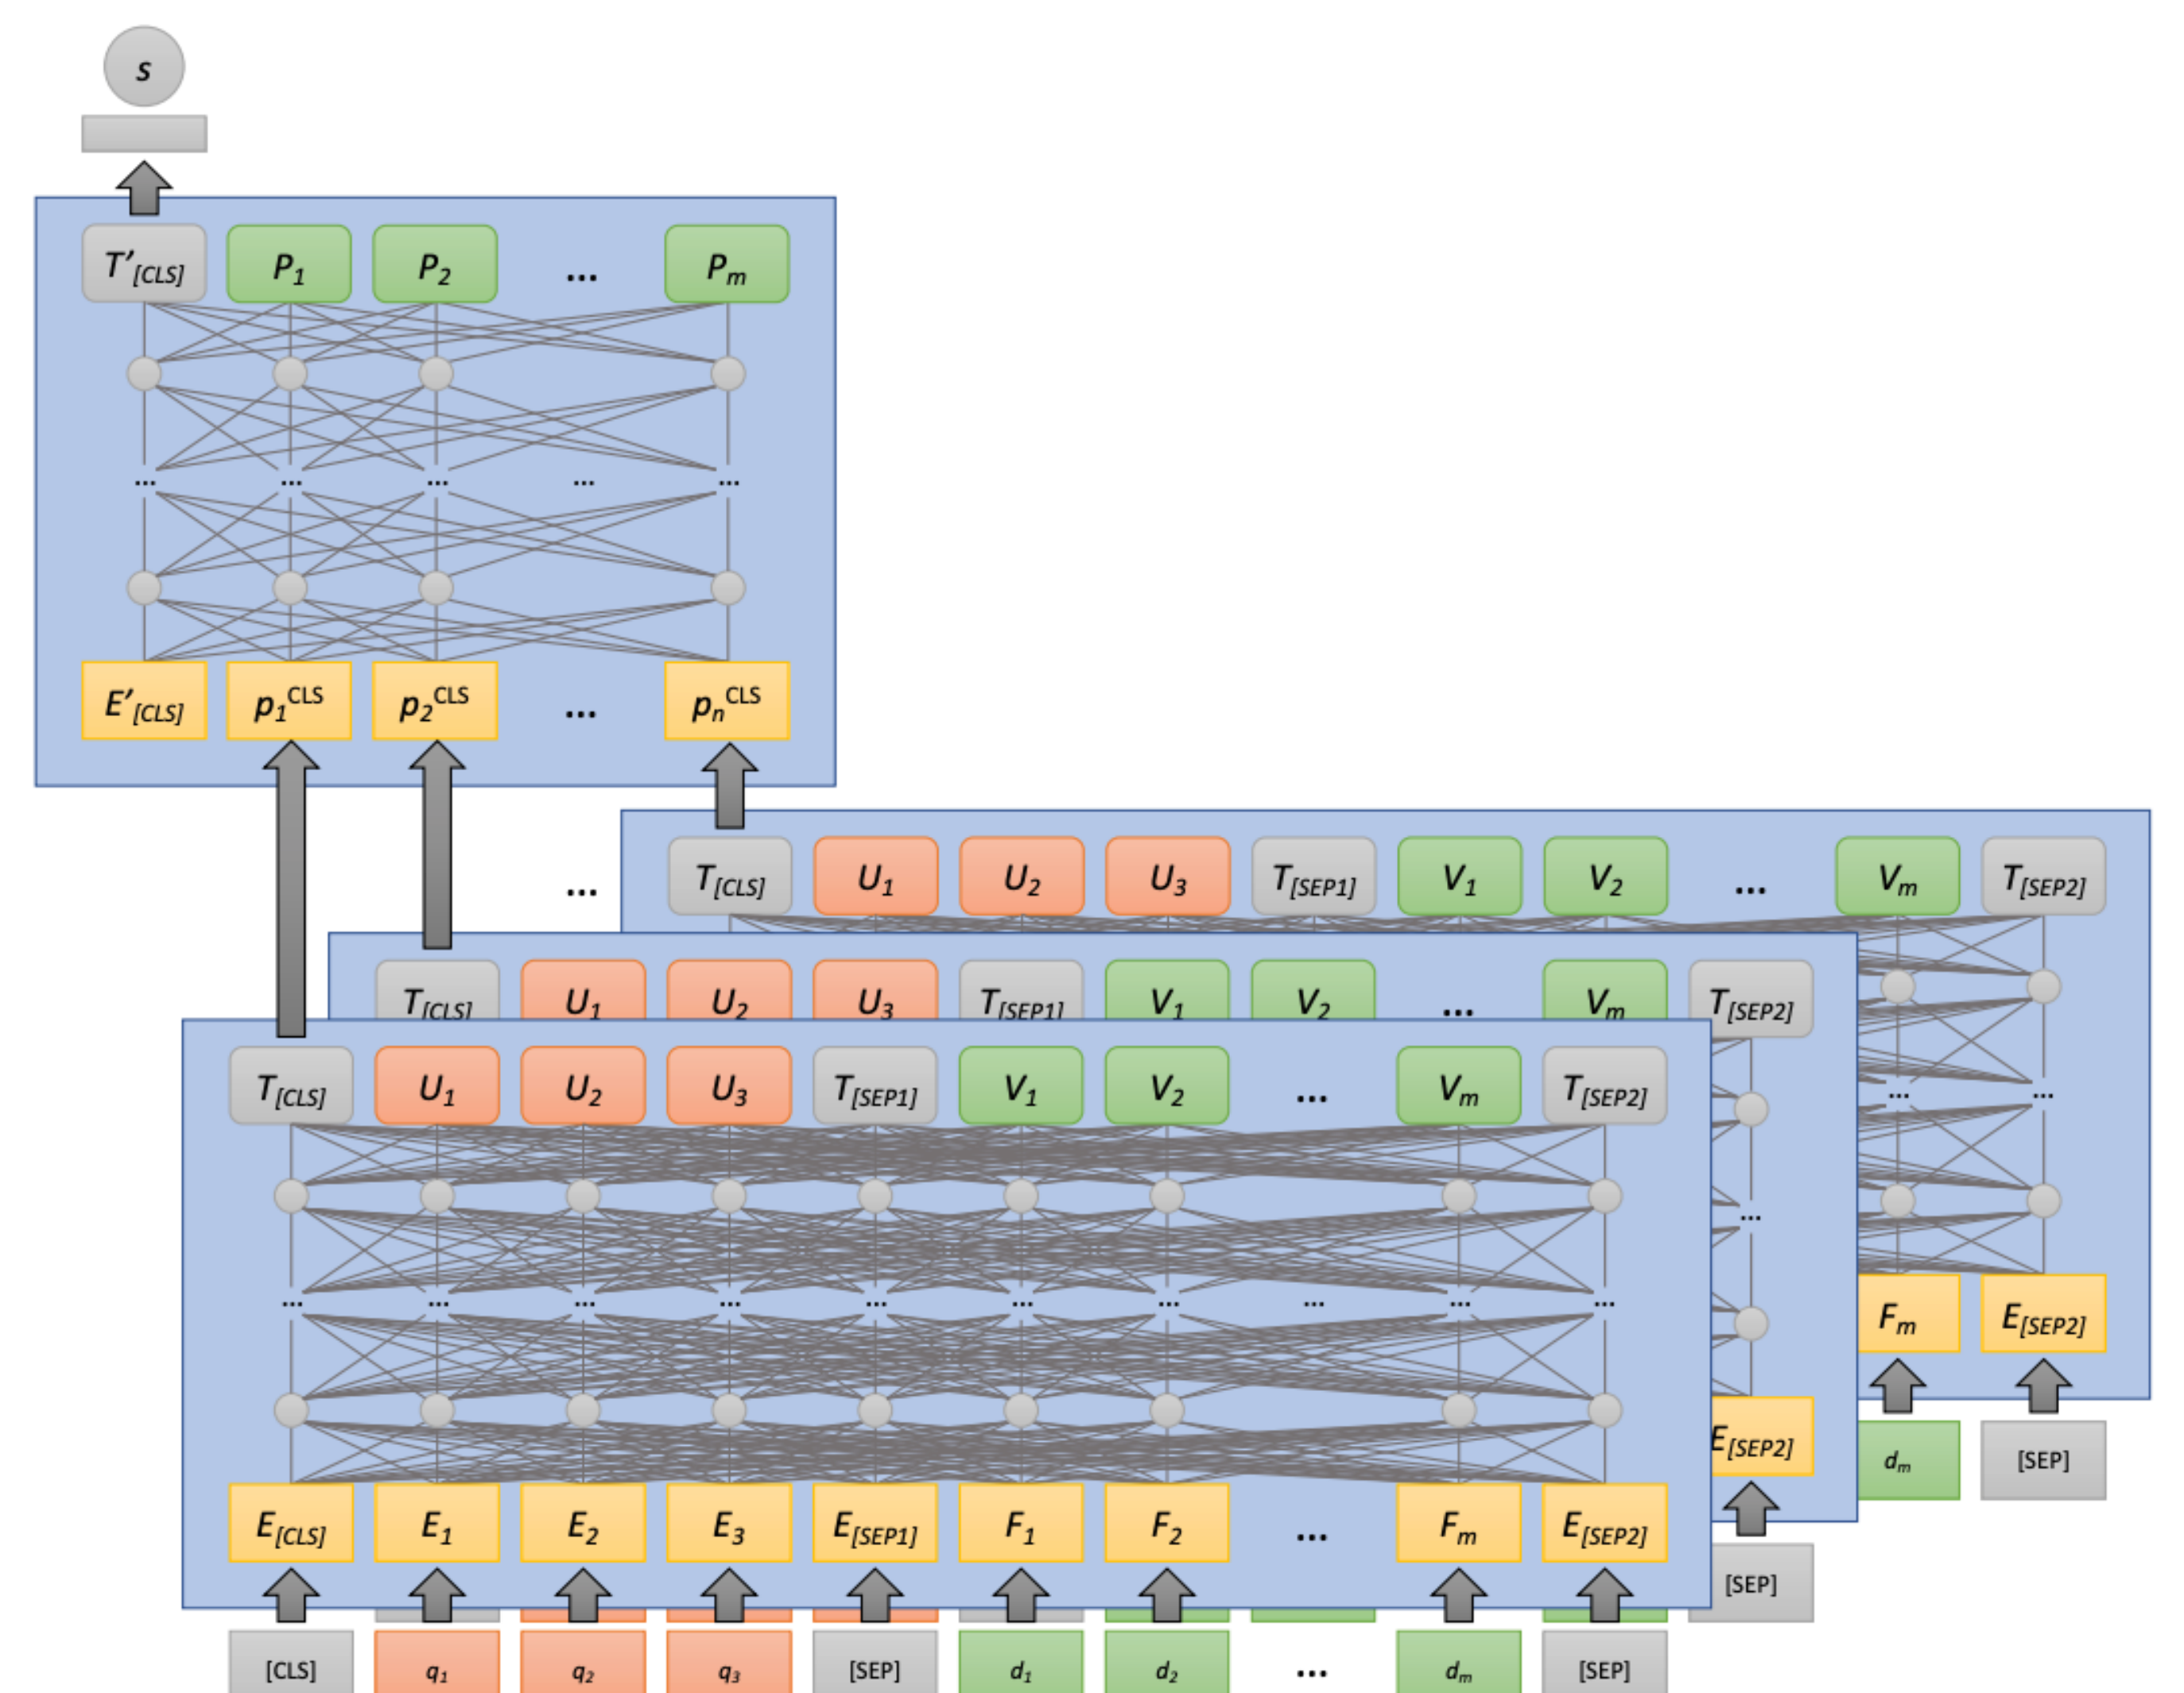 s
T'[CLS] P1 P2 ... Pm
... ... ... ... ...
E'[CLS] p1CLS p2CLS ... pnCLS
... T[CLS] U1 U2 U3 T[SEP1] V1 V2 ... Vm T[SEP2]
T[CLS] U1 U2 U3 T[SEP1] V1 V2 ... Vm T[SEP2]
T[CLS] U1 U2 U3 T[SEP1] V1 V2 ... Vm T[SEP2]
... ...
...
... ... ... ... ... ... ... ... ... ...
Fm E[SEP2]
E[SEP2]
dm [SEP]
E[CLS] E1 E2 E3 E[SEP1] F1 F2 ... Fm E[SEP2]
[SEP]
[CLS] q1 q2 q3 [SEP] d1 d2 ... dm [SEP]